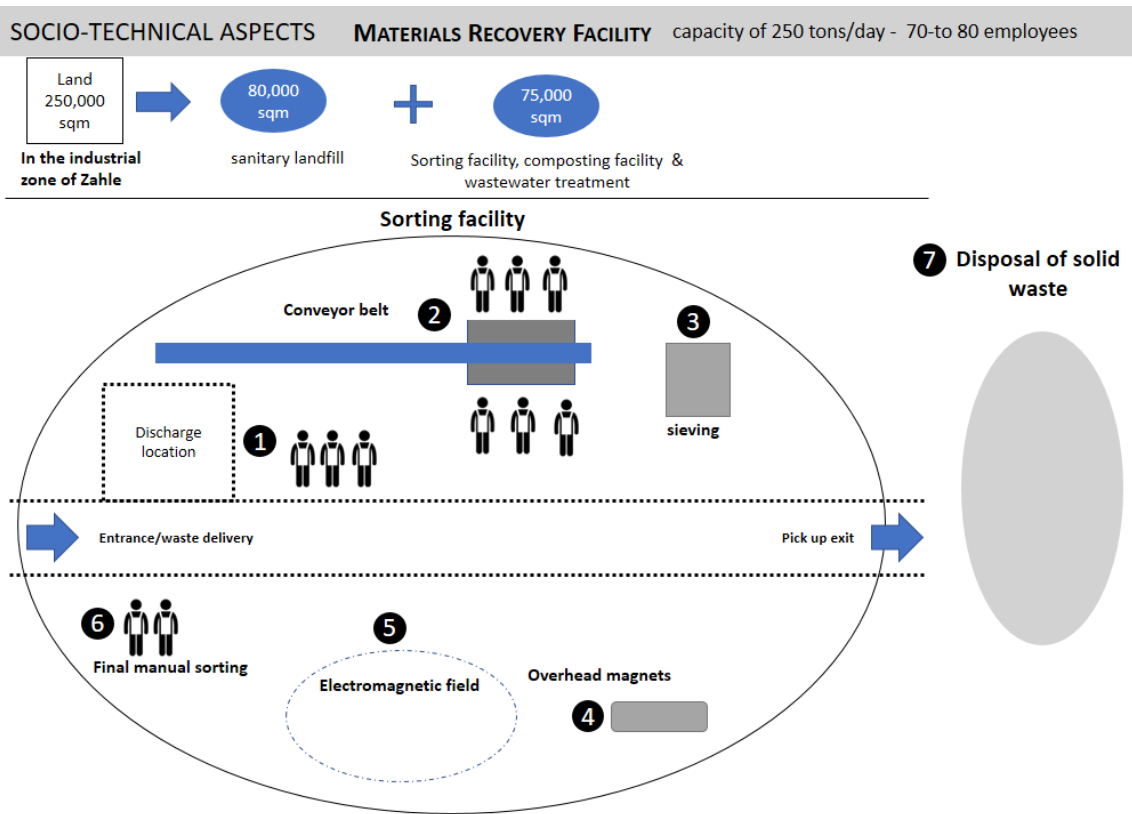 SOCIO-TECHNICAL ASPECTS MATERIALS RECOVERY FACILITY capacity of 250 tons/day - 70-to 80 employees
Land
250,000
sqm
80,000
sqm
75,000
sqm
In the industrial
zone of Zahle
sanitary landfill
Sorting facility, composting facility &
wastewater treatment
Sorting facility
7 Disposal of solid
waste
Conveyor belt
2
3
sieving
Discharge
location
1
Entrance/waste delivery
Pick up exit
6
Final manual sorting
5
Electromagnetic field
Overhead magnets
4